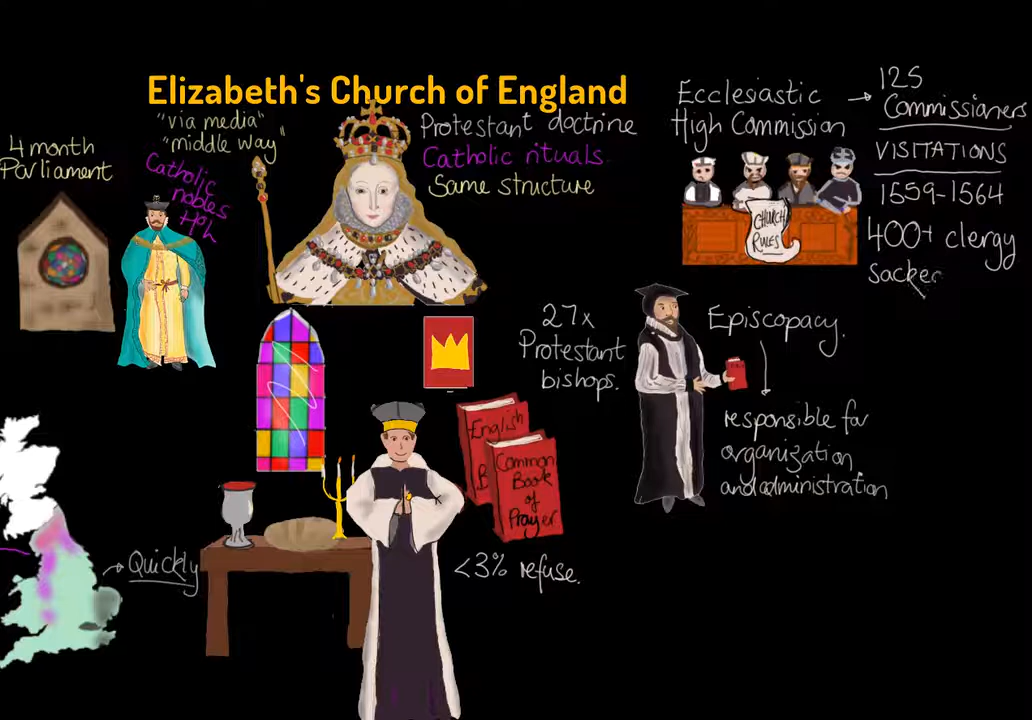 Elizabeth's Church of England
"via media"
"middle way"
4 month
Parliament
Catholic
nobles
HoL
Protestant doctrine
Catholic rituals
Same structure
Ecclesiastic
High Commission
CHURCH
RULES
125
Commissioners
VISITATIONS
1559-1564
400+ clergy
sacked
27x
Protestant
bishops.
Episcopacy.
responsible for
organization
and administration
English
B
Common
Book
of
Prayer
<3% refuse.
Quickly